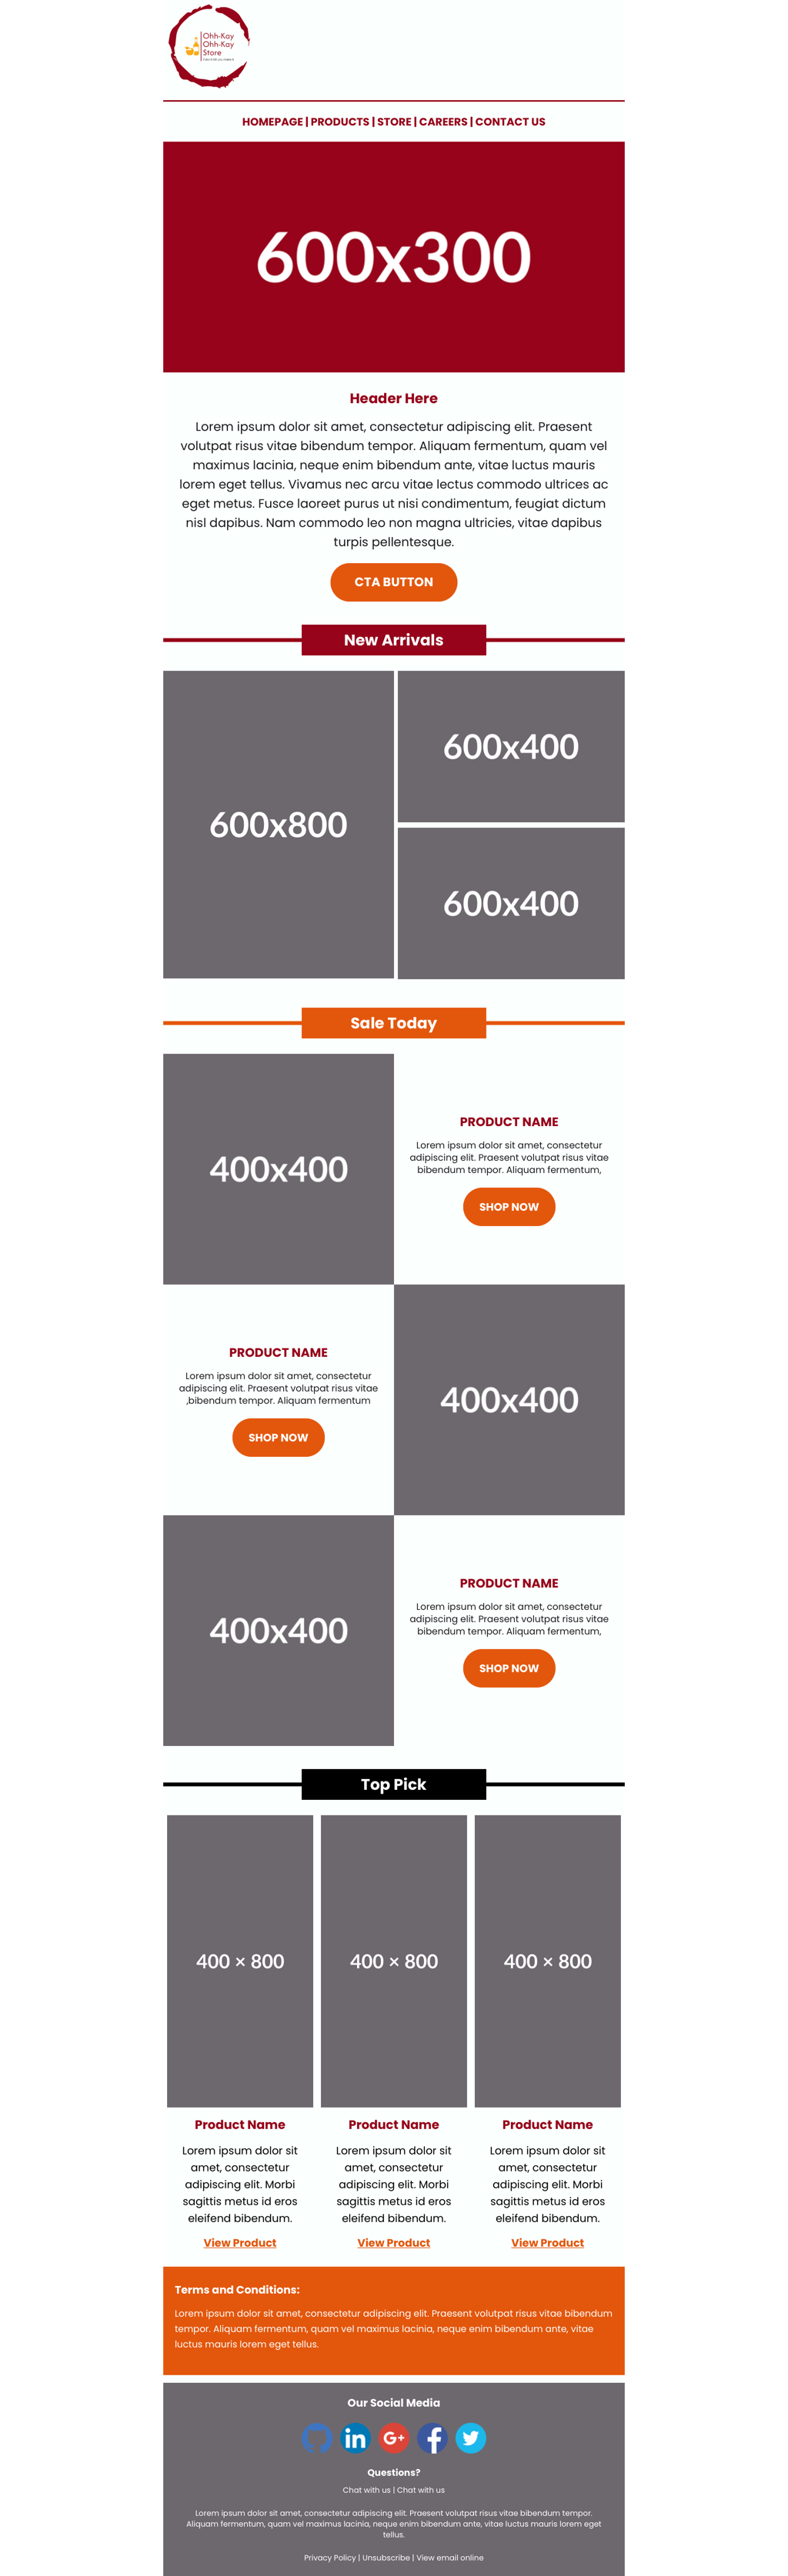 Ohh-Kay
Ohh-Kay
Store
HOMEPAGE | PRODUCTS | STORE | CAREERS | CONTACT US
600x300
Header Here
Lorem ipsum dolor sit amet, consectetur adipiscing elit. Praesent
volutpat risus vitae bibendum tempor. Aliquam fermentum, quam vel
maximus lacinia, neque enim bibendum ante, vitae luctus mauris
lorem eget tellus. Vivamus nec arcu vitae lectus commodo ultrices ac
eget metus. Fusce laoreet purus ut nisi condimentum, feugiat dictum
nisl dapibus. Nam commodo leo non magna ultricies, vitae dapibus
turpis pellentesque.
CTA BUTTON
New Arrivals
600x800
600x400
600x400
Sale Today
400x400
PRODUCT NAME
Lorem ipsum dolor sit amet, consectetur
adipiscing elit. Praesent volutpat risus vitae
bibendum tempor. Aliquam fermentum,
SHOP NOW
PRODUCT NAME
Lorem ipsum dolor sit amet, consectetur
adipiscing elit. Praesent volutpat risus vitae
,bibendum tempor. Aliquam fermentum
SHOP NOW
400x400
400x400
PRODUCT NAME
Lorem ipsum dolor sit amet, consectetur
adipiscing elit. Praesent volutpat risus vitae
bibendum tempor. Aliquam fermentum,
SHOP NOW
Top Pick
400 × 800
Product Name
Lorem ipsum dolor sit
amet, consectetur
adipiscing elit. Morbi
sagittis metus id eros
eleifend bibendum.
View Product
400 × 800
Product Name
Lorem ipsum dolor sit
amet, consectetur
adipiscing elit. Morbi
sagittis metus id eros
eleifend bibendum.
View Product
400 × 800
Product Name
Lorem ipsum dolor sit
amet, consectetur
adipiscing elit. Morbi
sagittis metus id eros
eleifend bibendum.
View Product
Terms and Conditions:
Lorem ipsum dolor sit amet, consectetur adipiscing elit. Praesent volutpat risus vitae bibendum
tempor. Aliquam fermentum, quam vel maximus lacinia, neque enim bibendum ante, vitae
luctus mauris lorem eget tellus.
Our Social Media
in G+ f
Questions?
Chat with us | Chat with us
Lorem ipsum dolor sit amet, consectetur adipiscing elit. Praesent volutpat risus vitae bibendum tempor.
Aliquam fermentum, quam vel maximus lacinia, neque enim bibendum ante, vitae luctus mauris lorem eget
tellus.
Privacy Policy | Unsubscribe | View email online